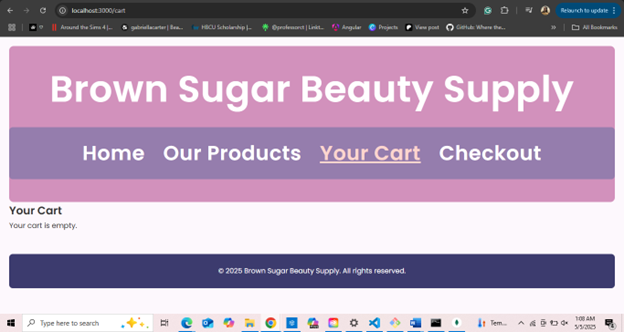 localhost:3000/cart
Relaunch to update
Around the Sims 4 |...
gabriellacarter | Bea...
HBCU Scholarship |...
@professornt | Linkt...
Angular
Projects
View post
GitHub: Where the...
»
All Bookmarks
Brown Sugar Beauty Supply
Home Our Products Your Cart Checkout
Your Cart
Your cart is empty.
© 2025 Brown Sugar Beauty Supply. All rights reserved.
Type here to search
Tem...
1:08 AM
5/5/2025